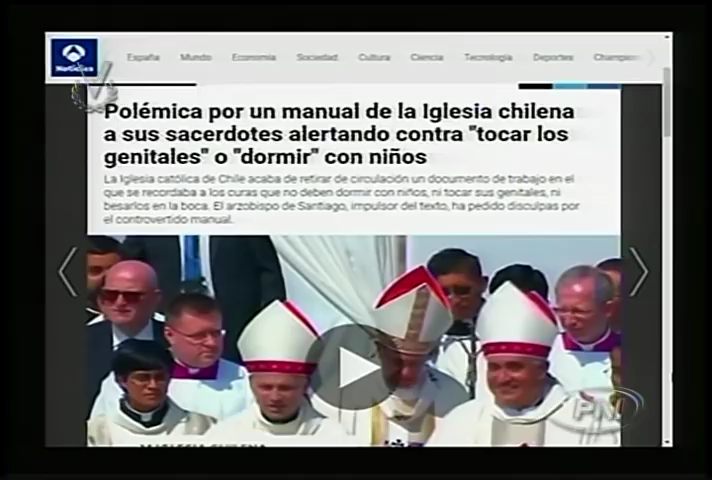 España Mundo Economía Sociedad Cultura Ciencia Tecnología Deportes Champions
Noticias
Polémica por un manual de la Iglesia chilena
a sus sacerdotes alertando contra "tocar los
genitales" o "dormir" con niños
La Iglesia católica de Chile acaba de retirar de circulación un documento de trabajo en el
que se recordaba a los curas que no deben dormir con niños, ni tocar sus genitales, ni
besarlos en la boca. El arzobispo de Santiago, impulsor del texto, ha pedido disculpas por
el controvertido manual.
PN